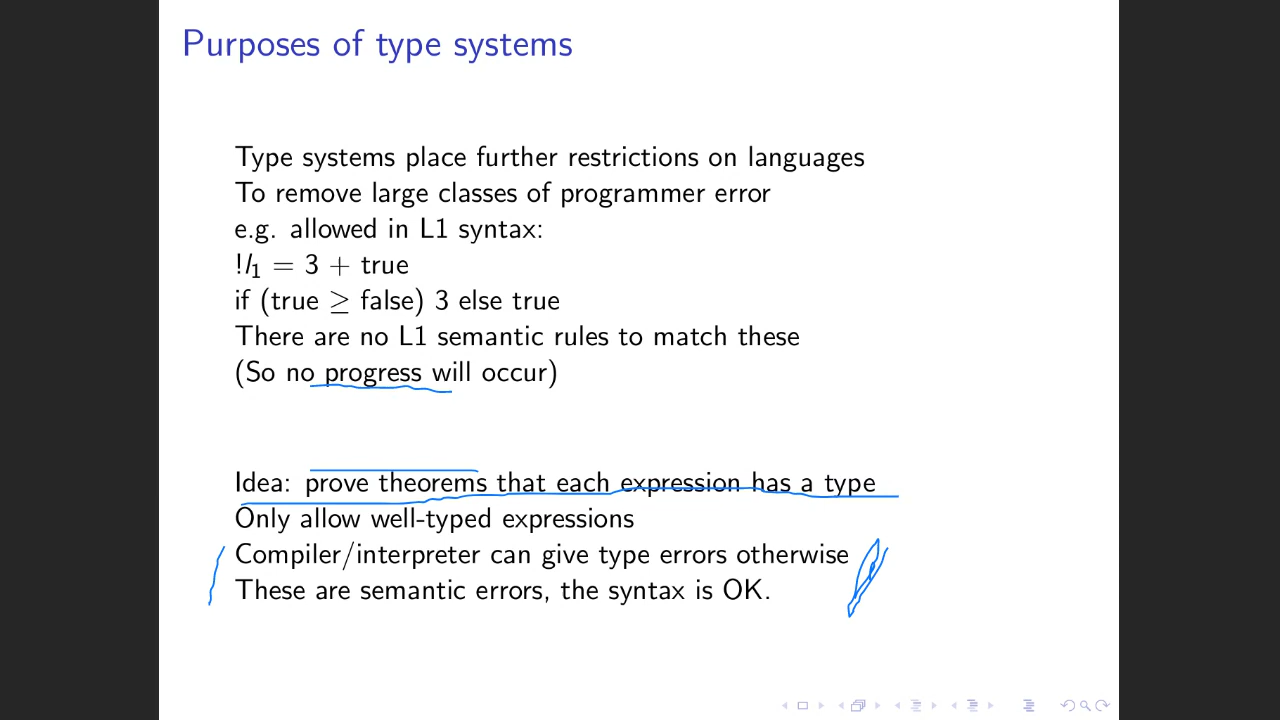 Purposes of type systems
Type systems place further restrictions on languages
To remove large classes of programmer error
e.g. allowed in L1 syntax:
!l₁ = 3 + true
if (true ≥ false) 3 else true
There are no L1 semantic rules to match these
(So no progress will occur)
Idea: prove theorems that each expression has a type
Only allow well-typed expressions
Compiler/interpreter can give type errors otherwise
These are semantic errors, the syntax is OK.